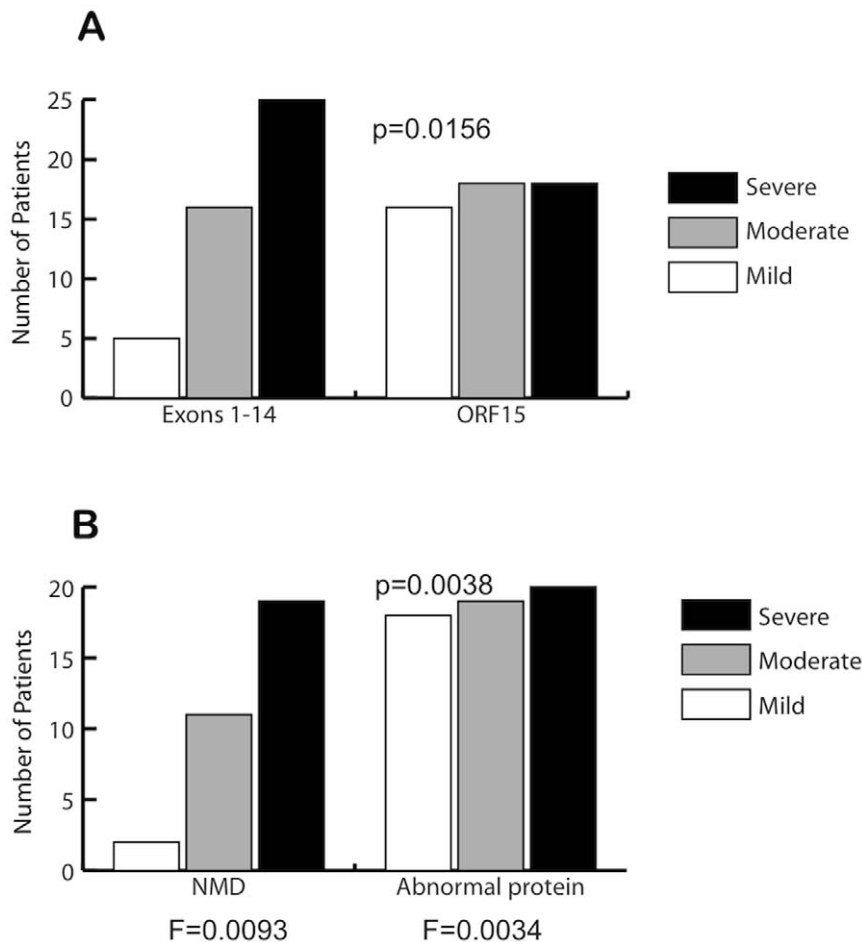 A
25
20
15
10
5
0
Number of Patients
p=0.0156
Severe
Moderate
Mild
Exons 1-14
ORF15
B
20
15
10
5
0
Number of Patients
p=0.0038
Severe
Moderate
Mild
NMD
Abnormal protein
F=0.0093
F=0.0034